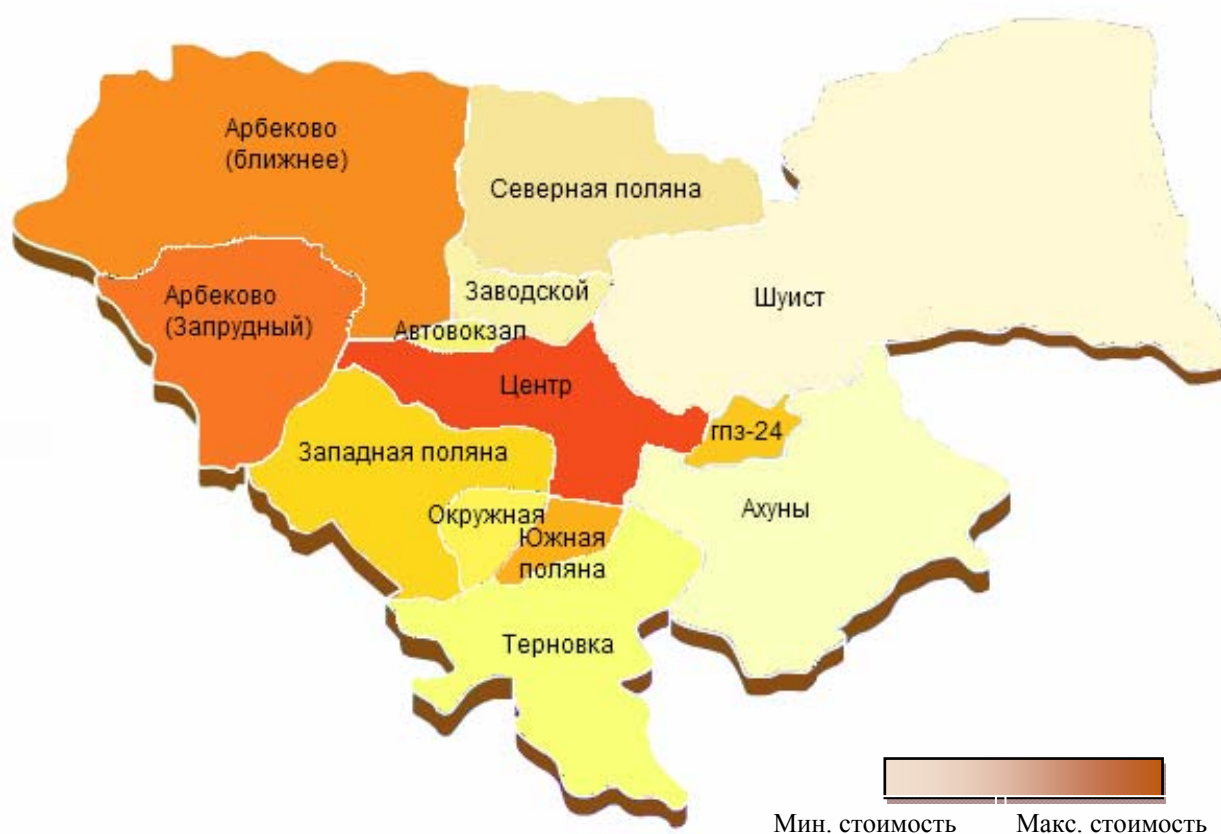 Арбеково
(ближнее)
Северная поляна
Заводской
Шуист
Арбеково
(Запрудный)
Автовокзал
Центр
гпз-24
Западная поляна
Ахуны
Окружная
Южная
поляна
Терновка
Мин. стоимость
Макс. стоимость